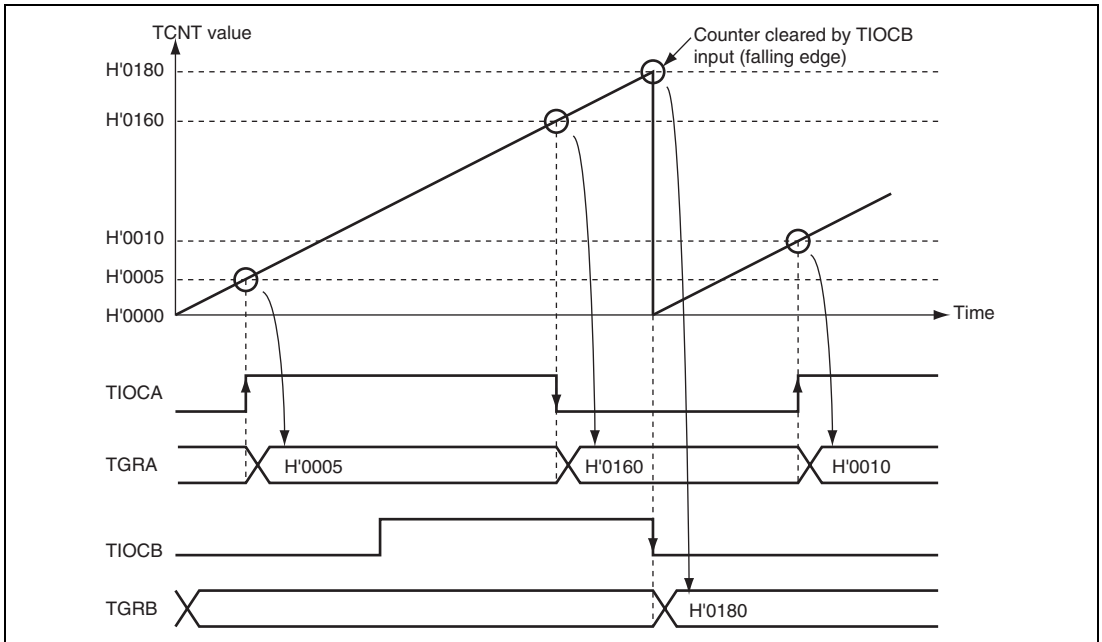 TCNT value
Counter cleared by TIOCB
input (falling edge)
H'0180
H'0160
H'0010
H'0005
H'0000
Time
TIOCA
TGRA
H'0005
H'0160
H'0010
TIOCB
TGRB
H'0180